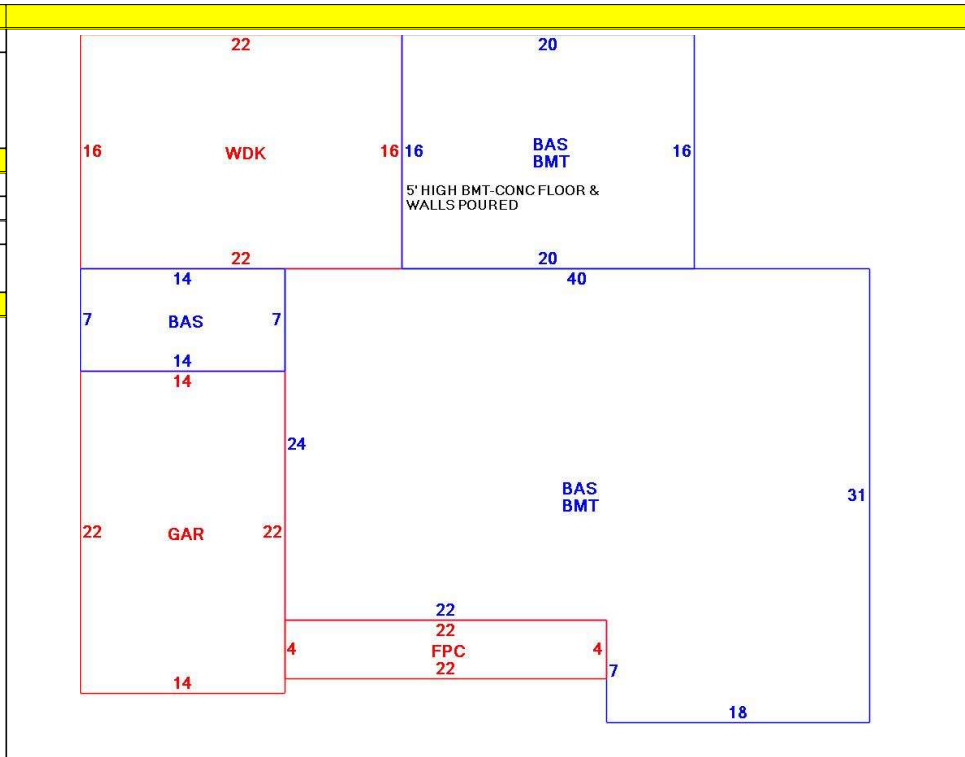 22 20
16 WDK 16 16 BAS 16
BMT
5' HIGH BMT-CONC FLOOR &
WALLS POURED
22 20
14 40
7 BAS 7
14
14
24
BAS 31
BMT
22 GAR 22
22
22
4 FPC 4
22 7
14
18